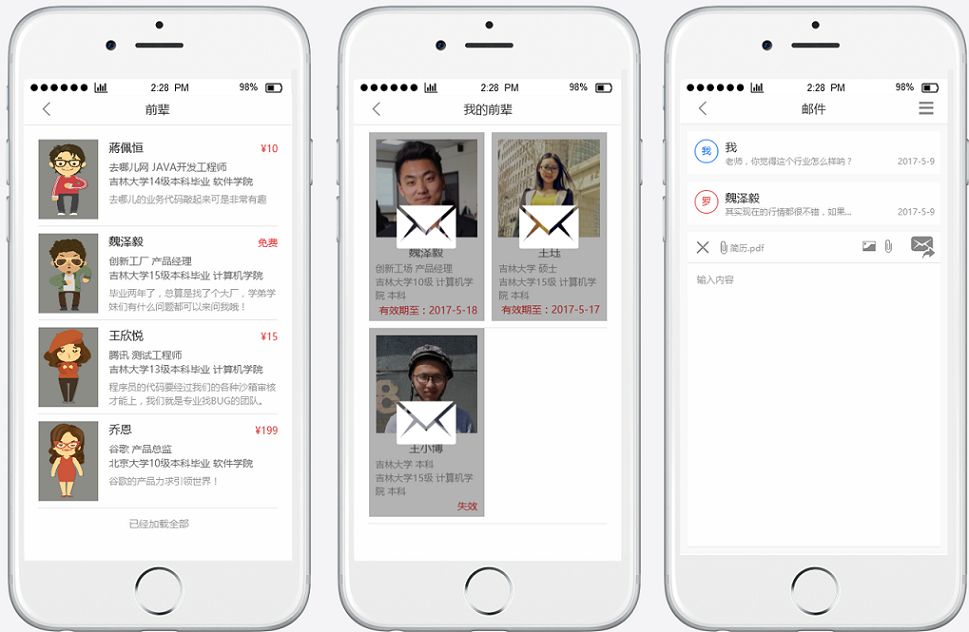 2:28 PM
98%
前辈
蔣佩恒
¥10
去哪儿网 JAVA开发工程师
吉林大学14级本科毕业 软件学院
去哪儿的业务代码敲起来可是非常有趣
魏泽毅
免费
创新工厂 产品经理
吉林大学15级本科毕业 计算机学院
毕业两年了，总算是找了个大厂，学弟学
妹们有什么问题都可以来问我哦！
王欣悦
¥15
腾讯 测试工程师
吉林大学13级本科毕业 计算机学院
程序员的代码要经过我们的各种沙箱审核
才能上，我们就是专业找BUG的团队。
乔恩
¥199
谷歌 产品总监
北京大学10级本科毕业 软件学院
谷歌的产品力求引领世界！
已经加载全部
2:28 PM
98%
我的前辈
魏泽毅
创新工场 产品经理
吉林大学10级 计算机学
院 本科
有效期至：2017-5-18
王珏
吉林大学 硕士
吉林大学15级 计算机学
院 本科
有效期至：2017-5-17
8
王小博
吉林大学 本科
吉林大学15级 计算机学
院 本科
失效
2:28 PM
98%
邮件
我
我
老师，你觉得这个行业怎么样吗？
2017-5-9
罗
魏泽毅
其实现在的行情都很不错，如果...
2017-5-9
简历.pdf
输入内容